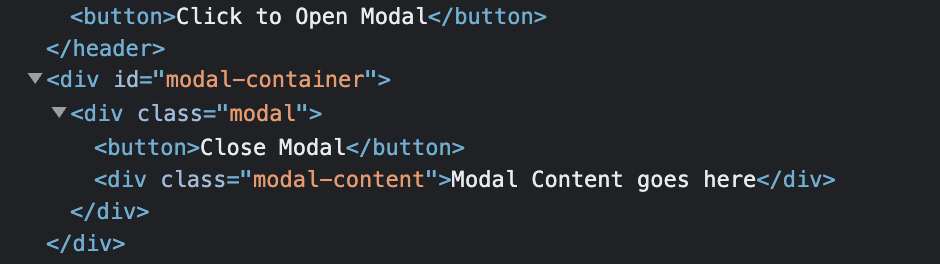 <button>Click to Open Modal</button>
</header>
<div id="modal-container">
<div class="modal">
<button>Close Modal</button>
<div class="modal-content">Modal Content goes here</div>
</div>
</div>